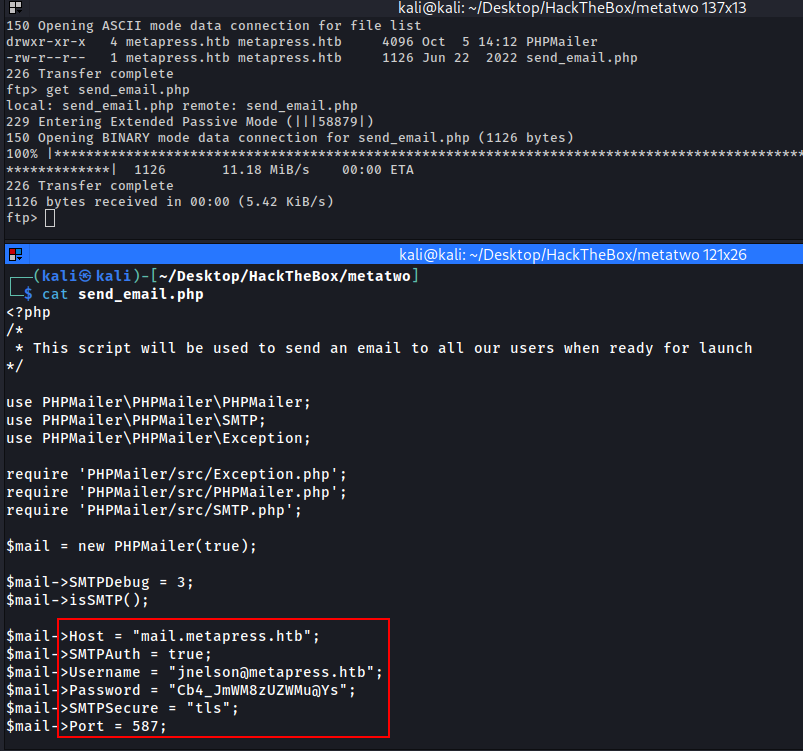 kali@kali: ~/Desktop/HackTheBox/metatwo 137x13
150 Opening ASCII mode data connection for file list
drwxr-xr-x   4 metapress.htb metapress.htb     4096 Oct  5 14:12 PHPMailer
-rw-r--r--   1 metapress.htb metapress.htb     1126 Jun 22  2022 send_email.php
226 Transfer complete
ftp> get send_email.php
local: send_email.php remote: send_email.php
229 Entering Extended Passive Mode (|||58879|)
150 Opening BINARY mode data connection for send_email.php (1126 bytes)
100% |***********************************************************************************************
*************|  1126       11.18 MiB/s    00:00 ETA
226 Transfer complete
1126 bytes received in 00:00 (5.42 KiB/s)
ftp>
kali@kali: ~/Desktop/HackTheBox/metatwo 121x26
┌──(kali㉿kali)-[~/Desktop/HackTheBox/metatwo]
└─$ cat send_email.php
<?php
/*
 * This script will be used to send an email to all our users when ready for launch
*/
use PHPMailer\PHPMailer\PHPMailer;
use PHPMailer\PHPMailer\SMTP;
use PHPMailer\PHPMailer\Exception;
require 'PHPMailer/src/Exception.php';
require 'PHPMailer/src/PHPMailer.php';
require 'PHPMailer/src/SMTP.php';
$mail = new PHPMailer(true);
$mail->SMTPDebug = 3;
$mail->isSMTP();
$mail->Host = "mail.metapress.htb";
$mail->SMTPAuth = true;
$mail->Username = "jnelson@metapress.htb";
$mail->Password = "Cb4_JmWM8zUZWMu@Ys";
$mail->SMTPSecure = "tls";
$mail->Port = 587;